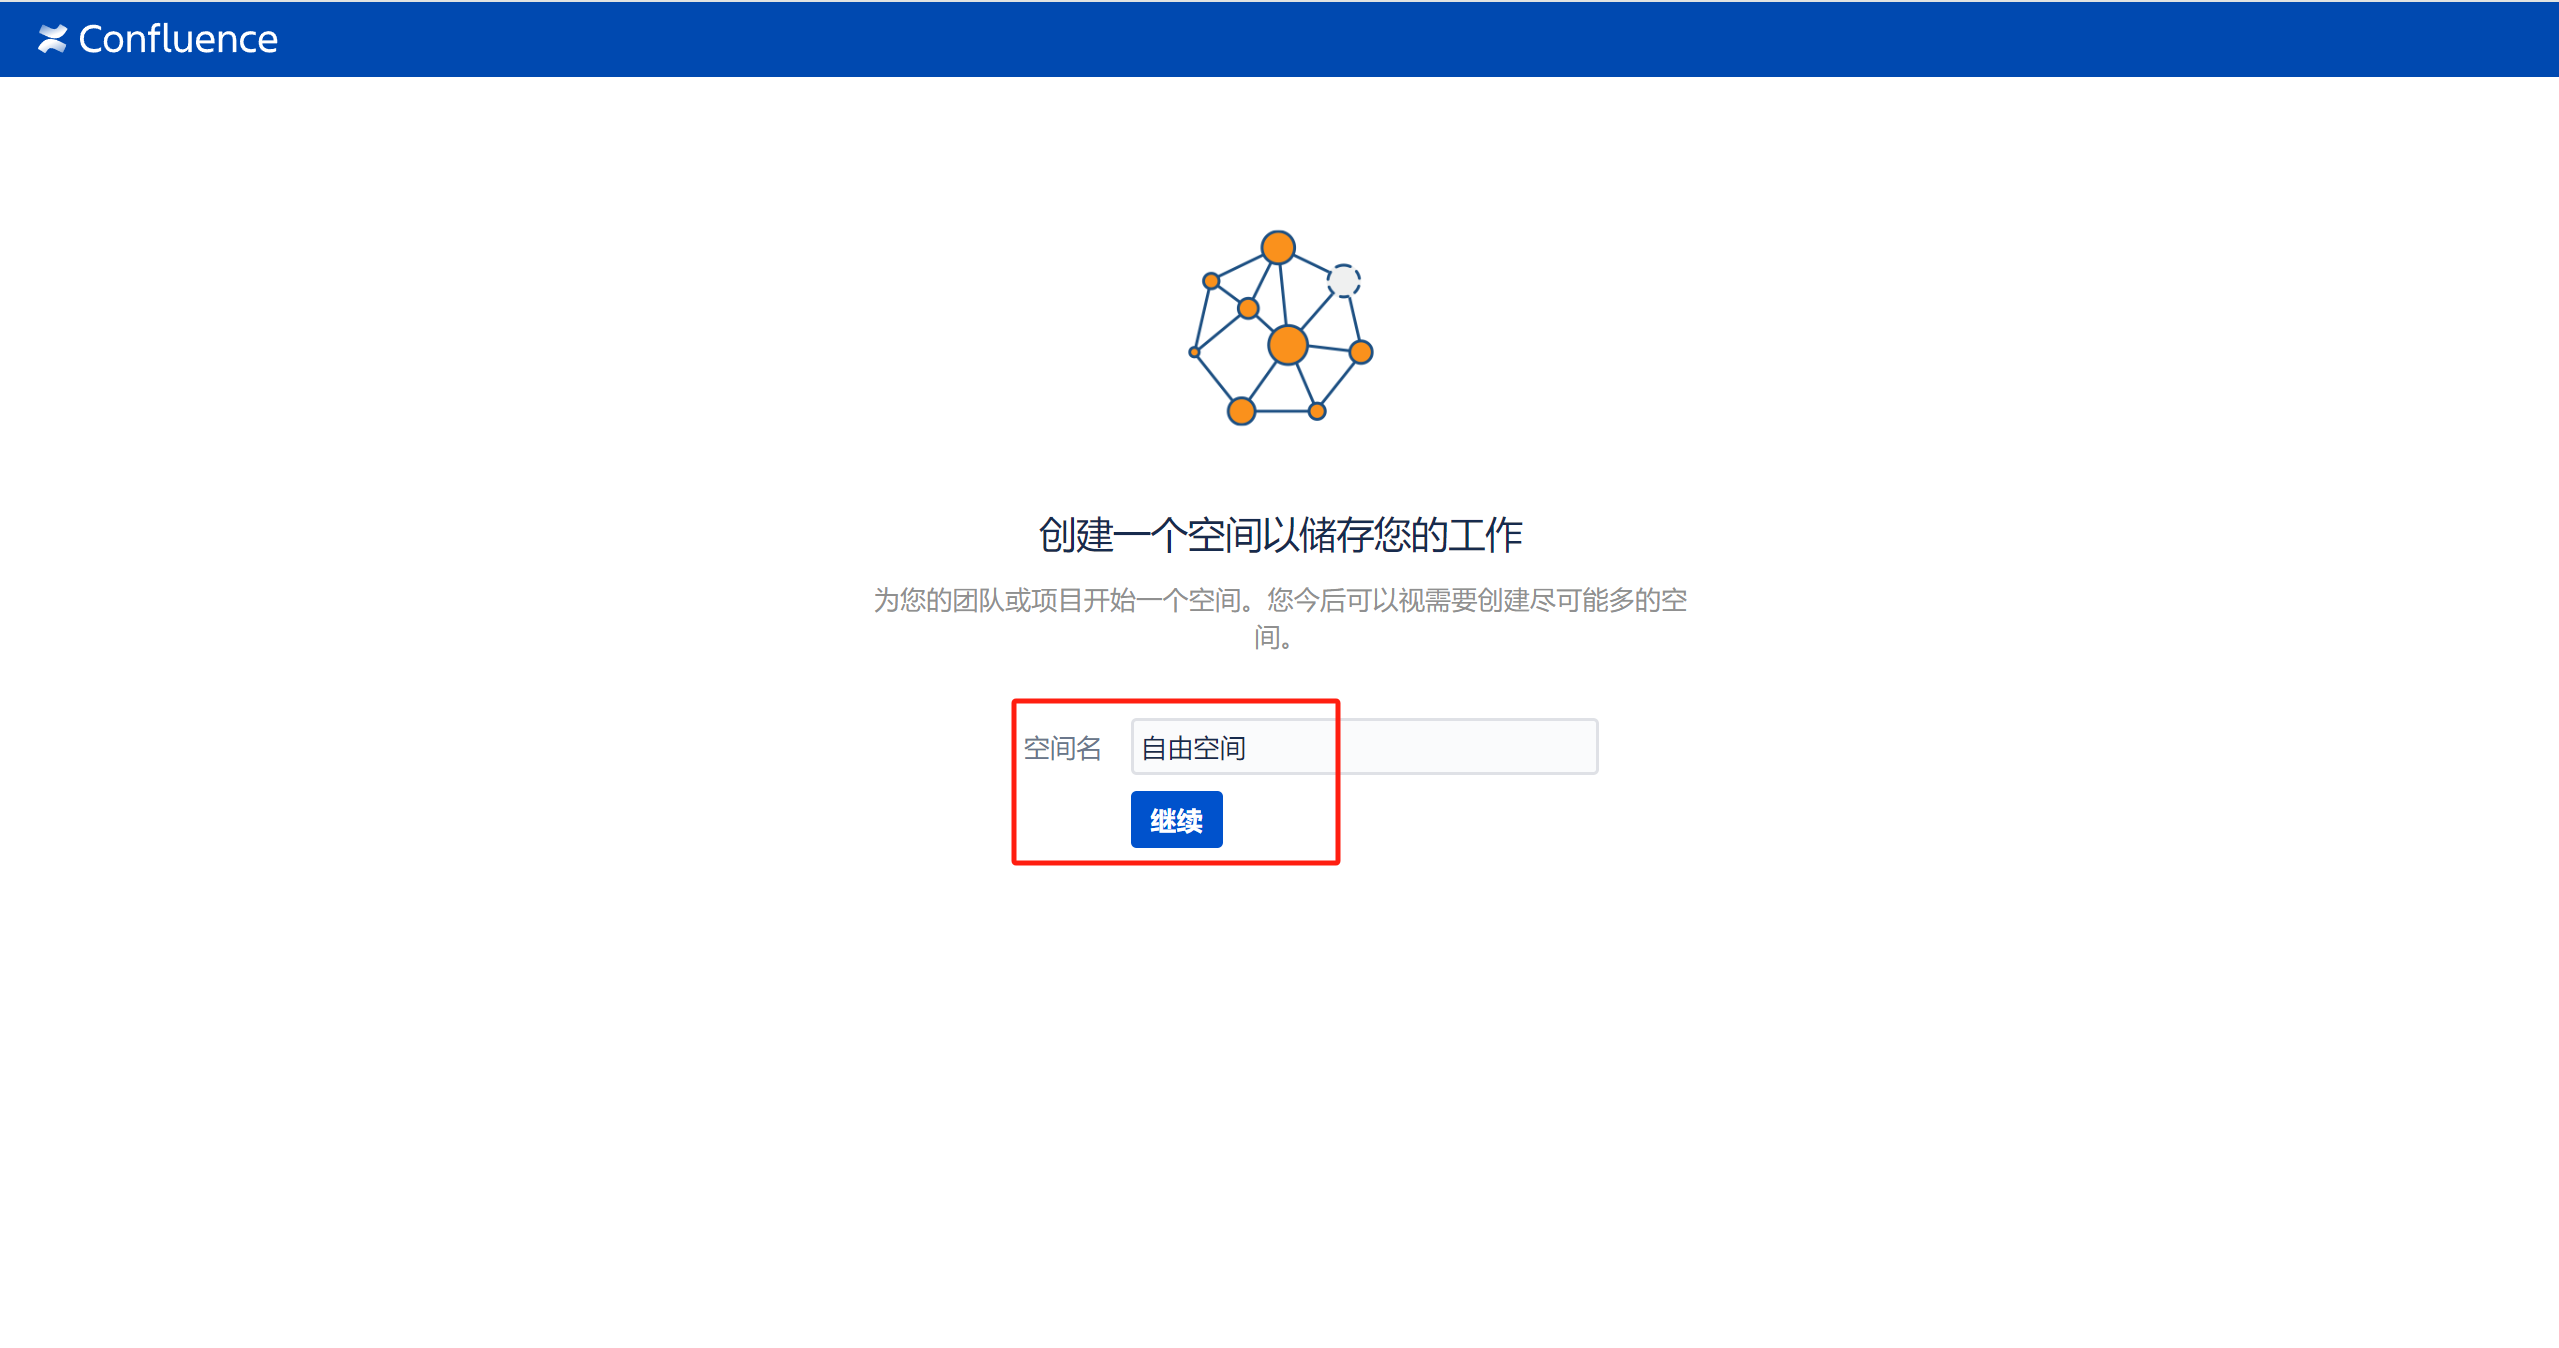 Confluence
创建一个空间以储存您的工作
为您的团队或项目开始一个空间。您今后可以视需要创建尽可能多的空
间。
空间名 自由空间
继续